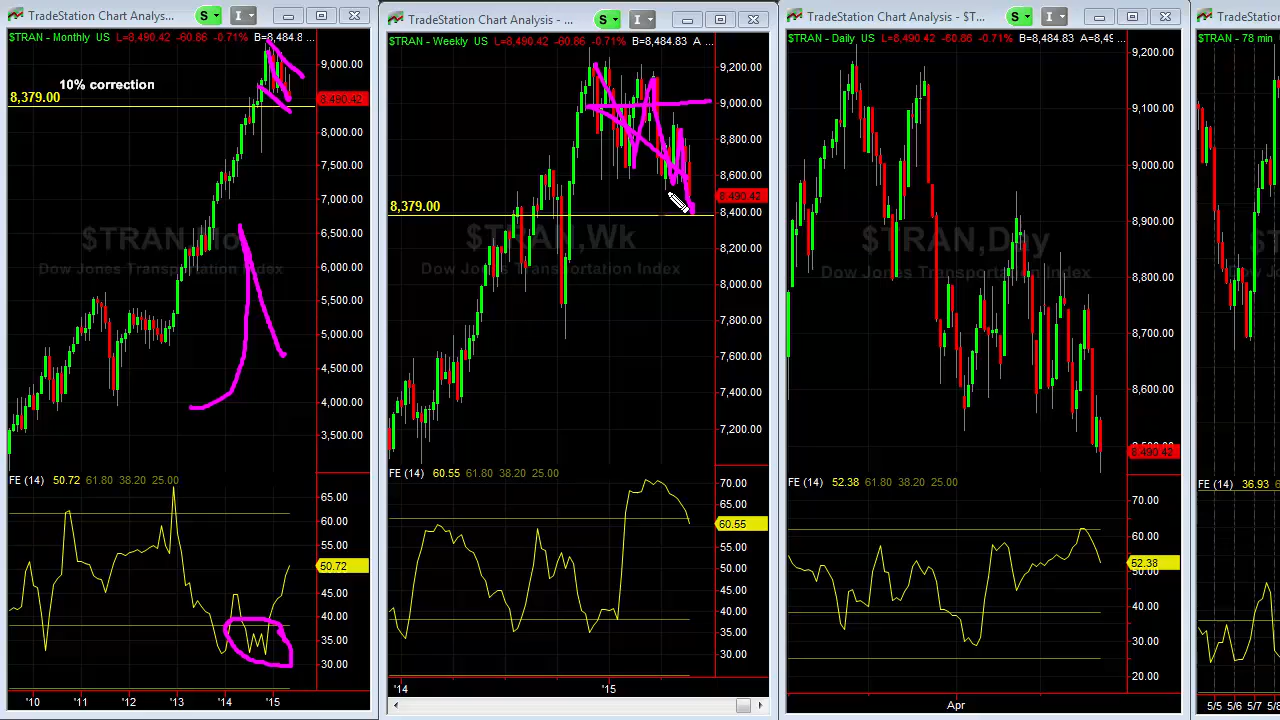 TradeStation Chart Analys...
S
I
$TRAN - Monthly US L=8,490.42 -60.86 -0.71% B=8,484.8 ...
10% correction
8,379.00
9,000.00
8,490.42
8,000.00
7,500.00
7,000.00
6,500.00
6,000.00
5,500.00
5,000.00
4,500.00
4,000.00
3,500.00
Dow Jones Transportation Index
FE (14) 50.72 61.80 38.20 25.00
65.00
60.00
55.00
50.72
45.00
40.00
35.00
30.00
'10 '11 '12 '13 '14 '15
TradeStation Chart Analysis - ...
S
I
$TRAN - Weekly US L=8,490.42 -60.86 -0.71% B=8,484.83 A ...
9,200.00
9,000.00
8,800.00
8,600.00
8,490.42
8,400.00
8,379.00
8,200.00
8,000.00
7,800.00
7,600.00
7,400.00
7,200.00
$TRAN,Wk
Dow Jones Transportation Index
FE (14) 60.55 61.80 38.20 25.00
70.00
65.00
60.55
55.00
50.00
45.00
40.00
35.00
30.00
'14 '15
TradeStation Chart Analysis - $T...
S
I
$TRAN - Daily US L=8,490.42 -60.86 -0.71% B=8,484.83 A=8,49...
9,200.00
9,100.00
9,000.00
8,900.00
8,800.00
8,700.00
8,600.00
8,490.42
$TRAN,Day
Dow Jones Transportation Index
FE (14) 52.38 61.80 38.20 25.00
70.00
60.00
52.38
40.00
30.00
20.00
Apr
TradeStation
$TRAN - 78 min
FE (14) 36.93
5/5 5/6 5/7 5/8